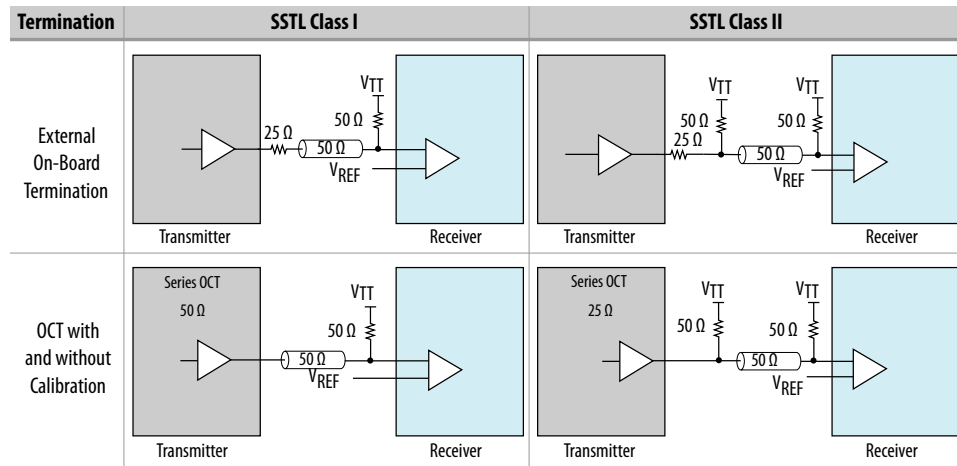 Termination SSTL Class I SSTL Class II
External
On-Board
Termination
VTT
50 Ω
25 Ω
50 Ω
VREF
Transmitter Receiver
VTT VTT
50 Ω 50 Ω
25 Ω
50 Ω
VREF
Transmitter Receiver
OCT with
and without
Calibration
Series OCT
50 Ω
VTT
50 Ω
50 Ω
VREF
Transmitter Receiver
Series OCT
25 Ω
VTT VTT
50 Ω 50 Ω
50 Ω
VREF
Transmitter Receiver